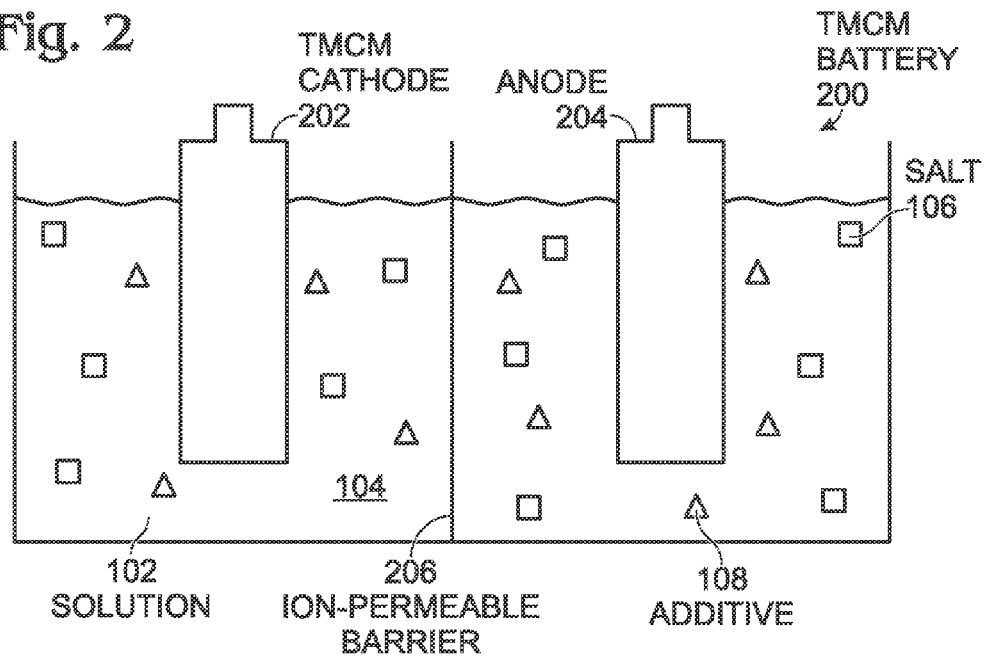 Fig. 2
TMCM
CATHODE
202
ANODE
204
TMCM
BATTERY
200
SALT
106
104
102
SOLUTION
206
ION-PERMEABLE
BARRIER
108
ADDITIVE